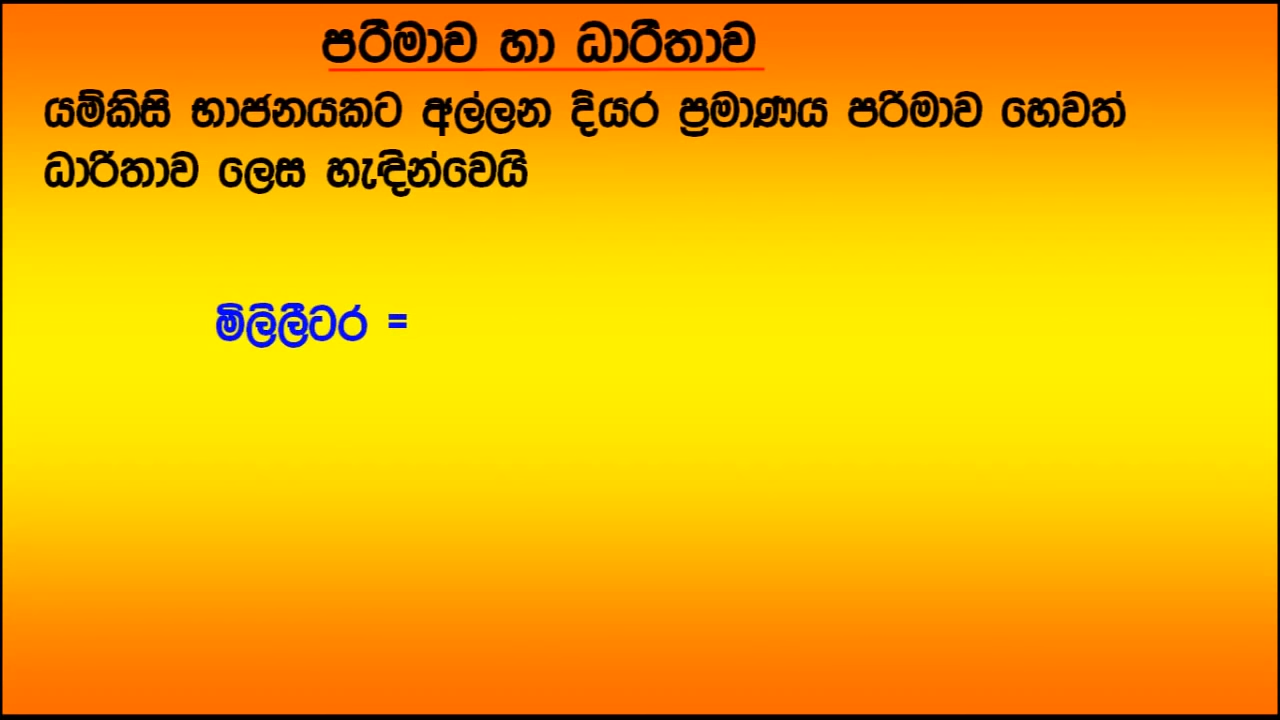 පරිමාව හා ධාරිතාව
යම්කිසි භාජනයකට අල්ලන දියර ප්‍රමාණය පරිමාව හෙවත්
ධාරිතාව ලෙස හැඳින්වෙයි
මිලිලීටර =